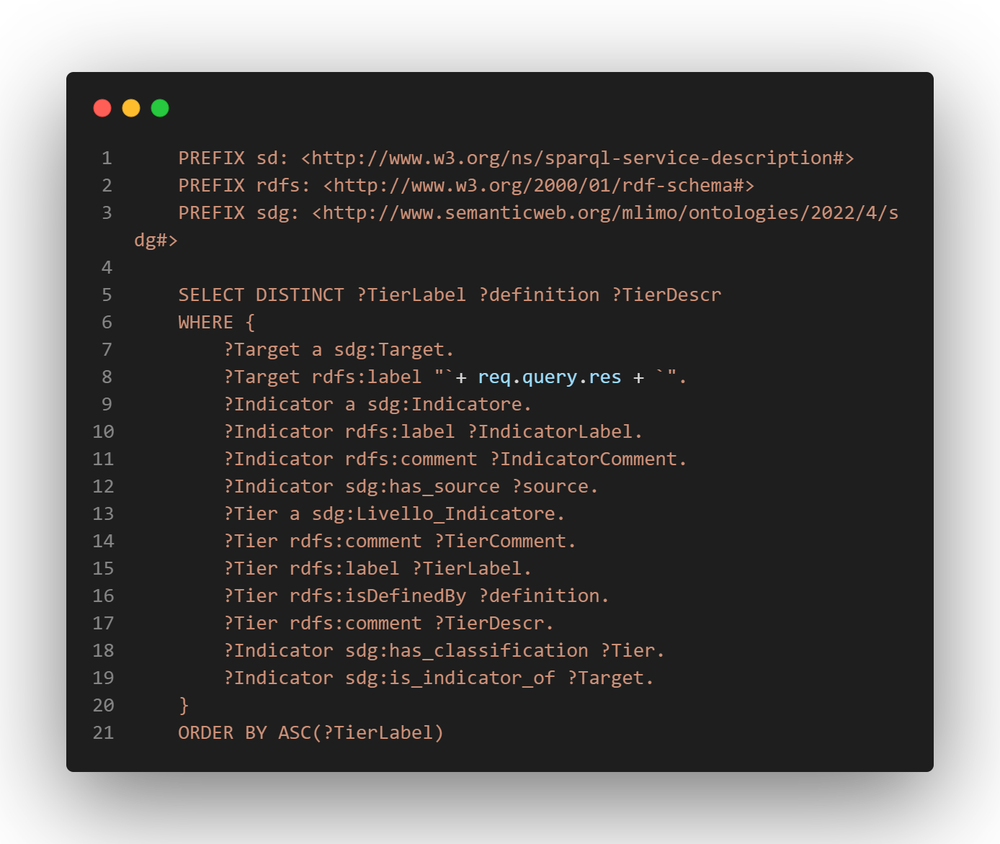 1 PREFIX sd: <http://www.w3.org/ns/sparql-service-description#>
2 PREFIX rdfs: <http://www.w3.org/2000/01/rdf-schema#>
3 PREFIX sdg: <http://www.semanticweb.org/mlimo/ontologies/2022/4/s
dg#>
4
5 SELECT DISTINCT ?TierLabel ?definition ?TierDescr
6 WHERE {
7 ?Target a sdg:Target.
8 ?Target rdfs:label "`+ req.query.res + `".
9 ?Indicator a sdg:Indicatore.
10 ?Indicator rdfs:label ?IndicatorLabel.
11 ?Indicator rdfs:comment ?IndicatorComment.
12 ?Indicator sdg:has_source ?source.
13 ?Tier a sdg:Livello_Indicatore.
14 ?Tier rdfs:comment ?TierComment.
15 ?Tier rdfs:label ?TierLabel.
16 ?Tier rdfs:isDefinedBy ?definition.
17 ?Tier rdfs:comment ?TierDescr.
18 ?Indicator sdg:has_classification ?Tier.
19 ?Indicator sdg:is_indicator_of ?Target.
20 }
21 ORDER BY ASC(?TierLabel)